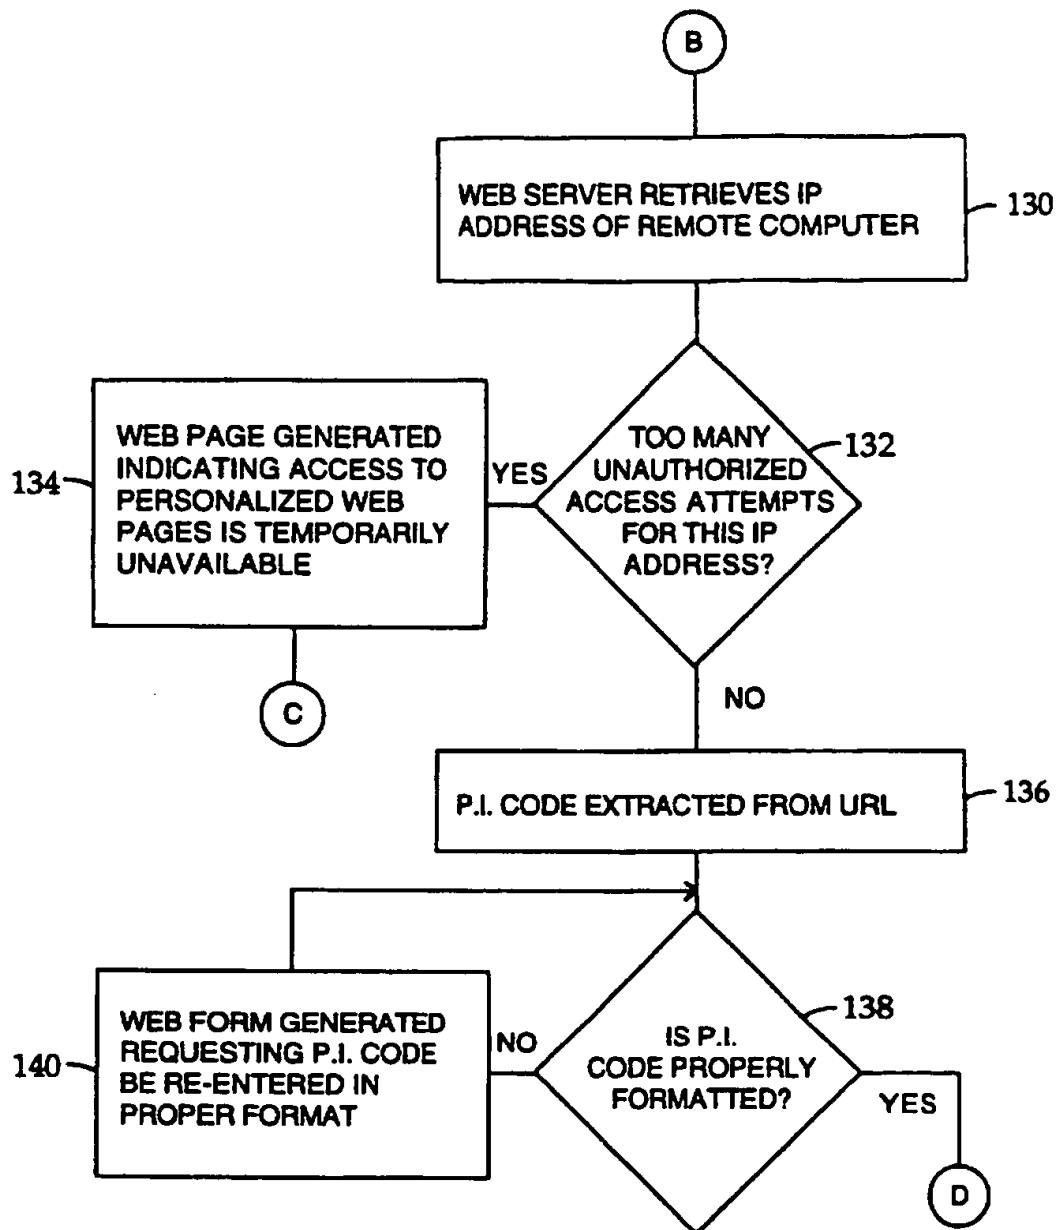 B
WEB SERVER RETRIEVES IP
ADDRESS OF REMOTE COMPUTER
130
TOO MANY
UNAUTHORIZED
ACCESS ATTEMPTS
FOR THIS IP
ADDRESS?
132
YES
WEB PAGE GENERATED
INDICATING ACCESS TO
PERSONALIZED WEB
PAGES IS TEMPORARILY
UNAVAILABLE
134
C
NO
P.I. CODE EXTRACTED FROM URL
136
IS P.I.
CODE PROPERLY
FORMATTED?
138
NO
WEB FORM GENERATED
REQUESTING P.I. CODE
BE RE-ENTERED IN
PROPER FORMAT
140
YES
D